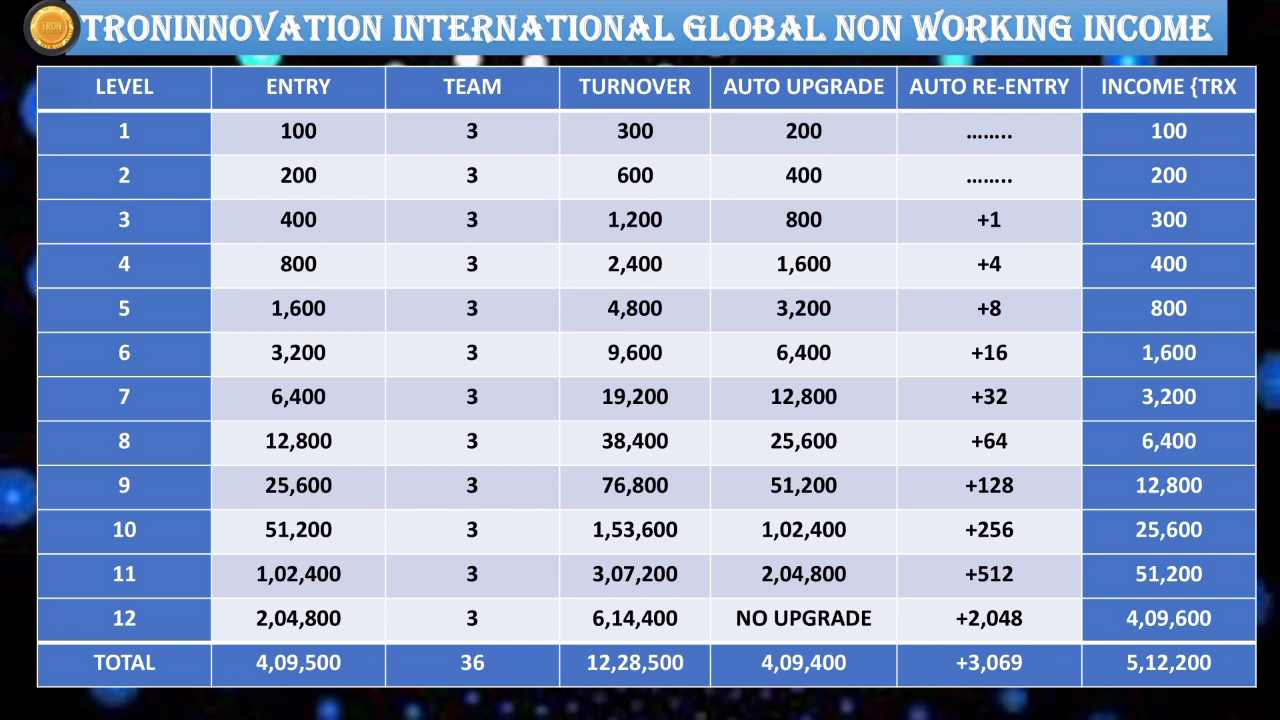 TRON
TRONINNOVATION INTERNATIONAL GLOBAL NON WORKING INCOME
LEVEL ENTRY TEAM TURNOVER AUTO UPGRADE AUTO RE-ENTRY INCOME {TRX
1 100 3 300 200 …….. 100
2 200 3 600 400 …….. 200
3 400 3 1,200 800 +1 300
4 800 3 2,400 1,600 +4 400
5 1,600 3 4,800 3,200 +8 800
6 3,200 3 9,600 6,400 +16 1,600
7 6,400 3 19,200 12,800 +32 3,200
8 12,800 3 38,400 25,600 +64 6,400
9 25,600 3 76,800 51,200 +128 12,800
10 51,200 3 1,53,600 1,02,400 +256 25,600
11 1,02,400 3 3,07,200 2,04,800 +512 51,200
12 2,04,800 3 6,14,400 NO UPGRADE +2,048 4,09,600
TOTAL 4,09,500 36 12,28,500 4,09,400 +3,069 5,12,200